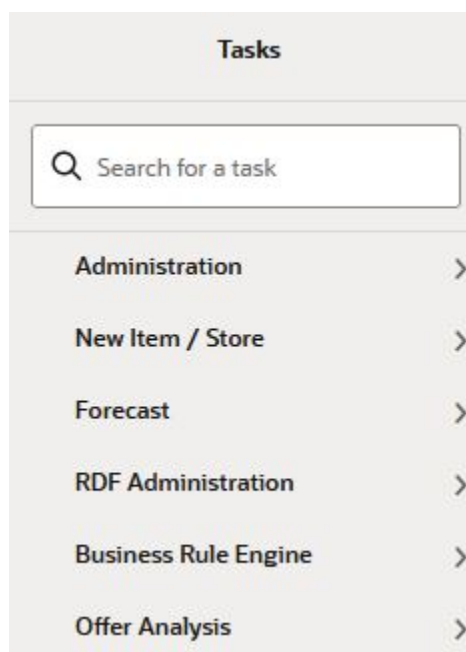 Tasks
Search for a task
Administration
New Item / Store
Forecast
RDF Administration
Business Rule Engine
Offer Analysis